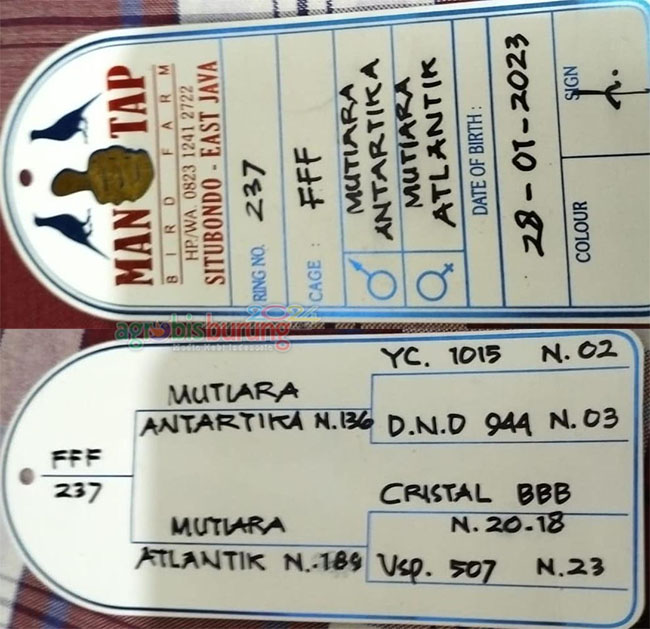 MAN TAP
BIRD FARM
HP/WA. 0823 1241 2722
SITUBONDO - EAST JAVA
RING NO. 237
CAGE : FFF
♂ MUTIARA
ANTARTIKA
♀ MUTIARA
ATLANTIK
DATE OF BIRTH :
28-01-2023
COLOUR
SIGN
agrobisburung
YC. 1015 N.02
MUTIARA
ANTARTIKA N.136
D.N.D 944 N.03
FFF
237
CRISTAL BBB
N.20-18
MUTIARA
ATLANTIK N.189
Vsp. 507 N.23